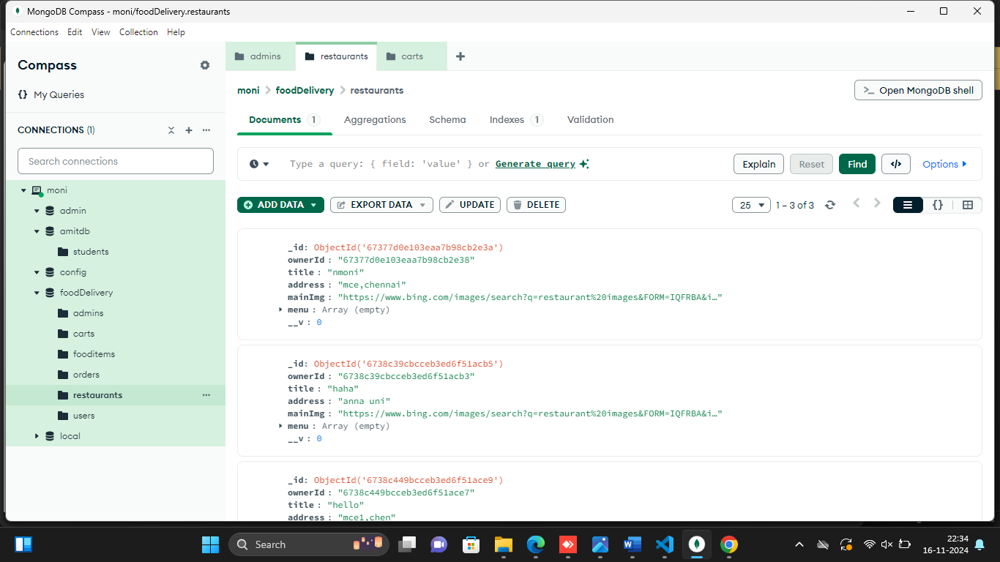 MongoDB Compass - moni/foodDelivery.restaurants
Connections Edit View Collection Help
Compass
{} My Queries
CONNECTIONS (1)
Search connections
moni
admin
amitdb
students
config
foodDelivery
admins
carts
fooditems
orders
restaurants
users
local
admins restaurants carts
moni > foodDelivery > restaurants
>_ Open MongoDB shell
Documents 1 Aggregations Schema Indexes 1 Validation
Type a query: { field: 'value' } or Generate query
Explain Reset Find </> Options
ADD DATA EXPORT DATA UPDATE DELETE
25 1 – 3 of 3 {}
_id: ObjectId('67377d0e103eaa7b98cb2e3a')
ownerId : "67377d0e103eaa7b98cb2e38"
title : "nmoni"
address : "mce,chennai"
mainImg : "https://www.bing.com/images/search?q=restaurant%20images&FORM=IQFRBA&i…"
menu : Array (empty)
__v : 0
_id: ObjectId('6738c39cbcceb3ed6f51acb5')
ownerId : "6738c39cbcceb3ed6f51acb3"
title : "haha"
address : "anna uni"
mainImg : "https://www.bing.com/images/search?q=restaurant%20images&FORM=IQFRBA&i…"
menu : Array (empty)
__v : 0
_id: ObjectId('6738c449bcceb3ed6f51ace9')
ownerId : "6738c449bcceb3ed6f51ace7"
title : "hello"
address : "mce1,chen"
Search
22:34
16-11-2024